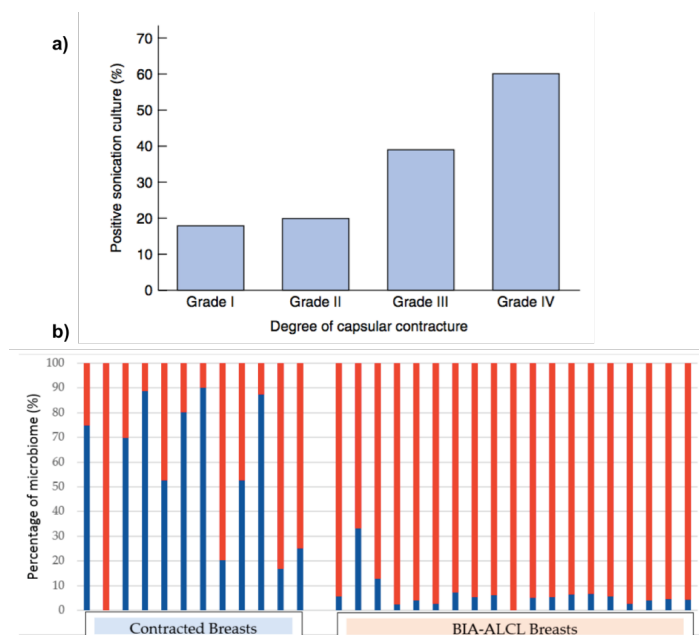 a)
Positive sonication culture (%)
70
60
50
40
30
20
10
0
Grade I Grade II Grade III Grade IV
Degree of capsular contracture
b)
Percentage of microbiome (%)
100
90
80
70
60
50
40
30
20
10
0
Contracted Breasts BIA-ALCL Breasts